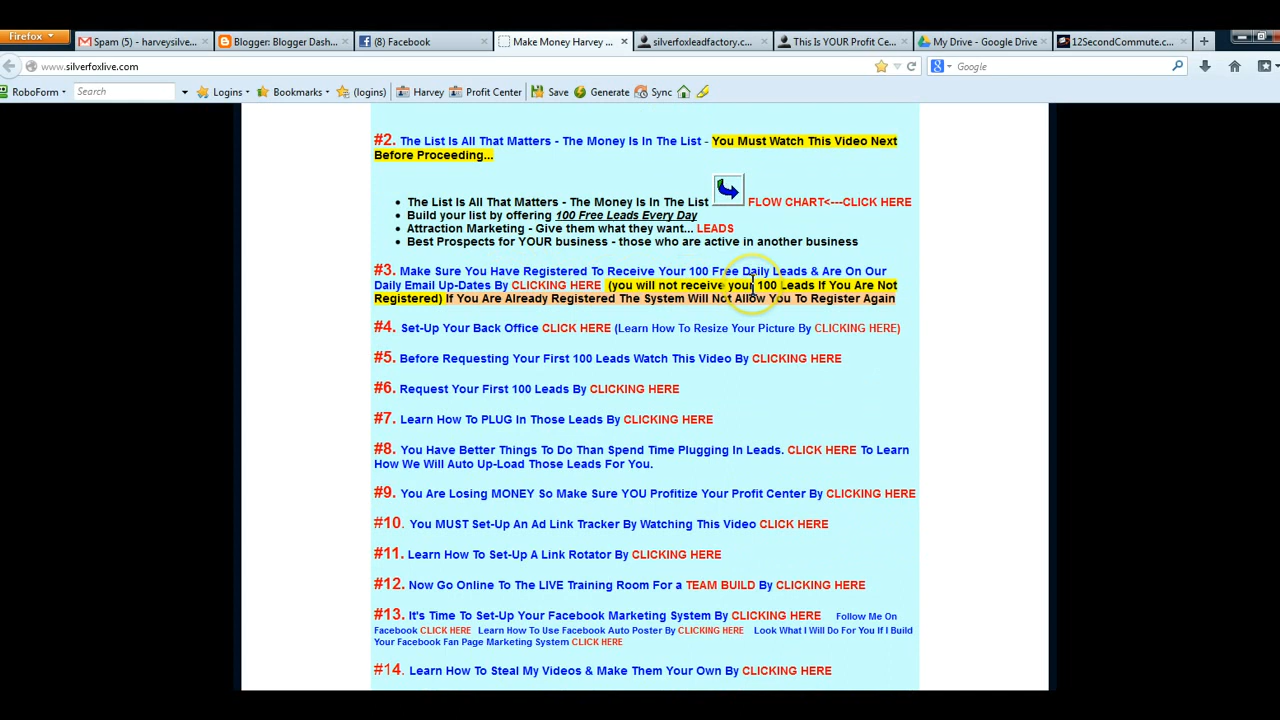 Firefox
Spam (5) - harveysilve...
Blogger: Blogger Dash...
(8) Facebook
Make Money Harvey ...
silverfoxleadfactory.c...
This Is YOUR Profit Ce...
My Drive - Google Drive
12SecondCommute.c...
www.silverfoxlive.com
Google
RoboForm
Search
Logins
Bookmarks
(logins)
Harvey
Profit Center
Save
Generate
Sync
#2. The List Is All That Matters - The Money Is In The List - You Must Watch This Video Next
Before Proceeding...
• The List Is All That Matters - The Money Is In The List FLOW CHART<---CLICK HERE
• Build your list by offering 100 Free Leads Every Day
• Attraction Marketing - Give them what they want... LEADS
• Best Prospects for YOUR business - those who are active in another business
#3. Make Sure You Have Registered To Receive Your 100 Free Daily Leads & Are On Our
Daily Email Up-Dates By CLICKING HERE (you will not receive your 100 Leads If You Are Not
Registered) If You Are Already Registered The System Will Not Allow You To Register Again
#4. Set-Up Your Back Office CLICK HERE (Learn How To Resize Your Picture By CLICKING HERE)
#5. Before Requesting Your First 100 Leads Watch This Video By CLICKING HERE
#6. Request Your First 100 Leads By CLICKING HERE
#7. Learn How To PLUG In Those Leads By CLICKING HERE
#8. You Have Better Things To Do Than Spend Time Plugging In Leads. CLICK HERE To Learn
How We Will Auto Up-Load Those Leads For You.
#9. You Are Losing MONEY So Make Sure YOU Profitize Your Profit Center By CLICKING HERE
#10. You MUST Set-Up An Ad Link Tracker By Watching This Video CLICK HERE
#11. Learn How To Set-Up A Link Rotator By CLICKING HERE
#12. Now Go Online To The LIVE Training Room For a TEAM BUILD By CLICKING HERE
#13. It's Time To Set-Up Your Facebook Marketing System By CLICKING HERE Follow Me On
Facebook CLICK HERE Learn How To Use Facebook Auto Poster By CLICKING HERE Look What I Will Do For You If I Build
Your Facebook Fan Page Marketing System CLICK HERE
#14. Learn How To Steal My Videos & Make Them Your Own By CLICKING HERE